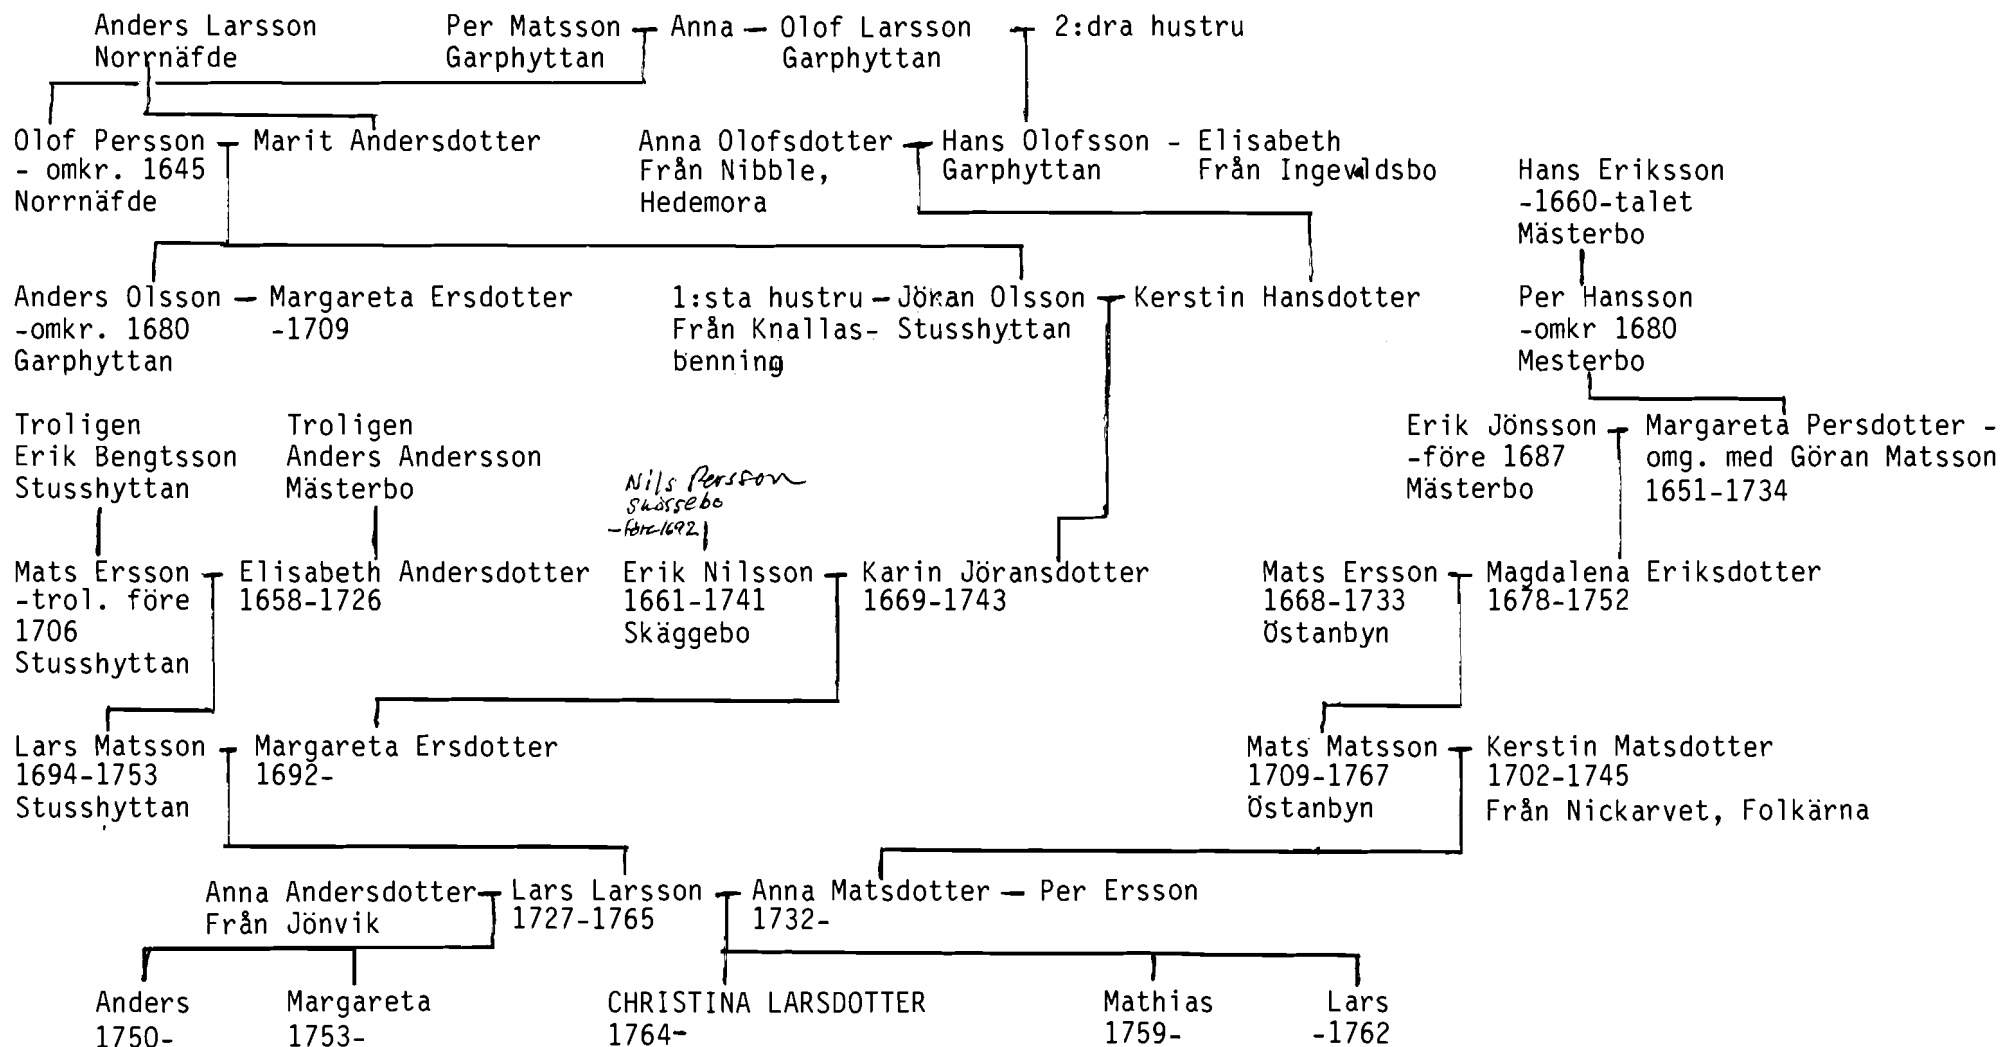 Anders Larsson
Norrnäfde
Per Matsson
Garphyttan
Anna
Olof Larsson
Garphyttan
2:dra hustru
Olof Persson
- omkr. 1645
Norrnäfde
Marit Andersdotter
Anna Olofsdotter
Från Nibble,
Hedemora
Hans Olofsson -
Garphyttan
Elisabeth
Från Ingevaldsbo
Hans Eriksson
-1660-talet
Mästerbo
Anders Olsson
-omkr. 1680
Garphyttan
Margareta Ersdotter
-1709
1:sta hustru
Från Knallas-
benning
Jöran Olsson
Stusshyttan
Kerstin Hansdotter
Per Hansson
-omkr 1680
Mesterbo
Troligen
Erik Bengtsson
Stusshyttan
Troligen
Anders Andersson
Mästerbo
Nils Persson
-före 1692
Erik Jönsson
-före 1687
Mästerbo
Margareta Persdotter -
omg. med Göran Matsson
1651-1734
Mats Ersson
-trol. före
1706
Stusshyttan
Elisabeth Andersdotter
1658-1726
Erik Nilsson
1661-1741
Skäggebo
Karin Jöransdotter
1669-1743
Mats Ersson
1668-1733
Östanbyn
Magdalena Eriksdotter
1678-1752
Lars Matsson
1694-1753
Stusshyttan
Margareta Ersdotter
1692-
Mats Matsson
1709-1767
Östanbyn
Kerstin Matsdotter
1702-1745
Från Nickarvet, Folkärna
Anna Andersdotter
Från Jönvik
Lars Larsson
1727-1765
Anna Matsdotter
1732-
Per Ersson
Anders
1750-
Margareta
1753-
CHRISTINA LARSDOTTER
1764-
Mathias
1759-
Lars
-1762